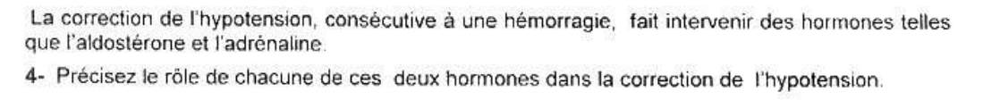 La correction de l'hypotension, consécutive à une hémorragie, fait intervenir des hormones telles
que l'aldostérone et l'adrénaline.
4- Précisez le rôle de chacune de ces deux hormones dans la correction de l'hypotension.